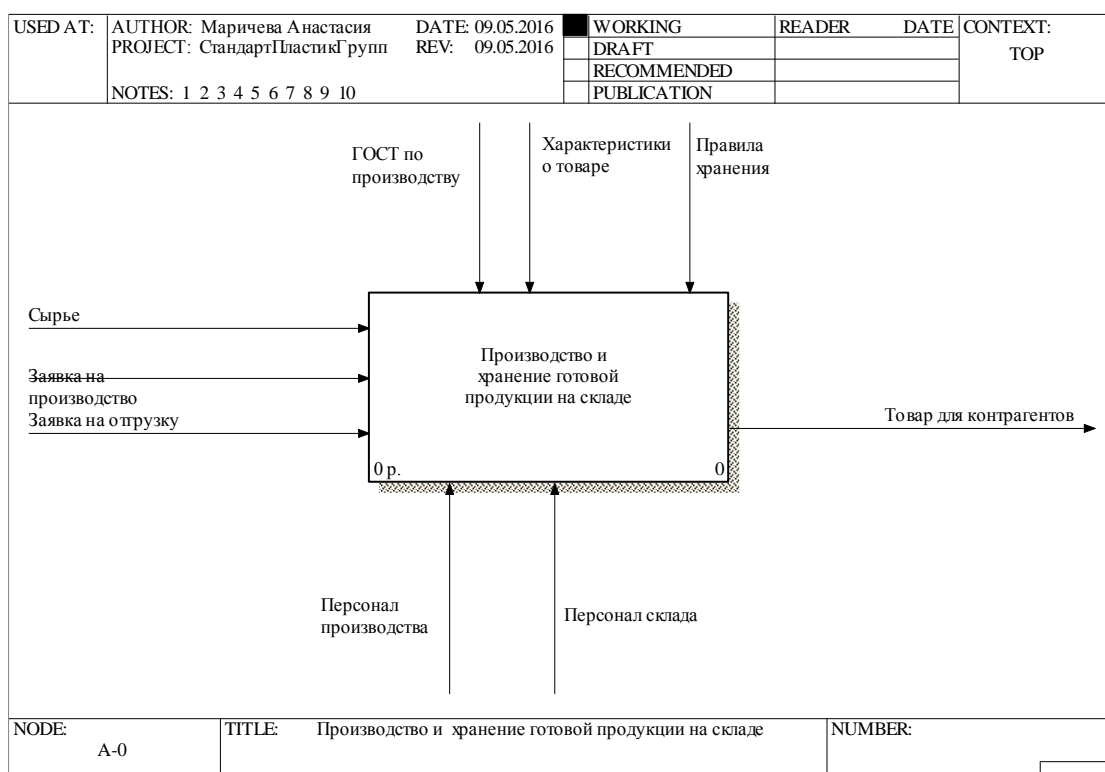 USED AT:
AUTHOR: Маричева Анастасия
DATE: 09.05.2016
PROJECT: СтандартПластикГрупп
REV: 09.05.2016
NOTES: 1 2 3 4 5 6 7 8 9 10
WORKING
DRAFT
RECOMMENDED
PUBLICATION
READER DATE
CONTEXT:
TOP
ГОСТ по
производству
Характеристики
о товаре
Правила
хранения
Сырье
Заявка на
производство
Заявка на отгрузку
Производство и
хранение готовой
продукции на складе
0 р.
0
Товар для контрагентов
Персонал
производства
Персонал склада
NODE:
A-0
TITLE:
Производство и хранение готовой продукции на складе
NUMBER: